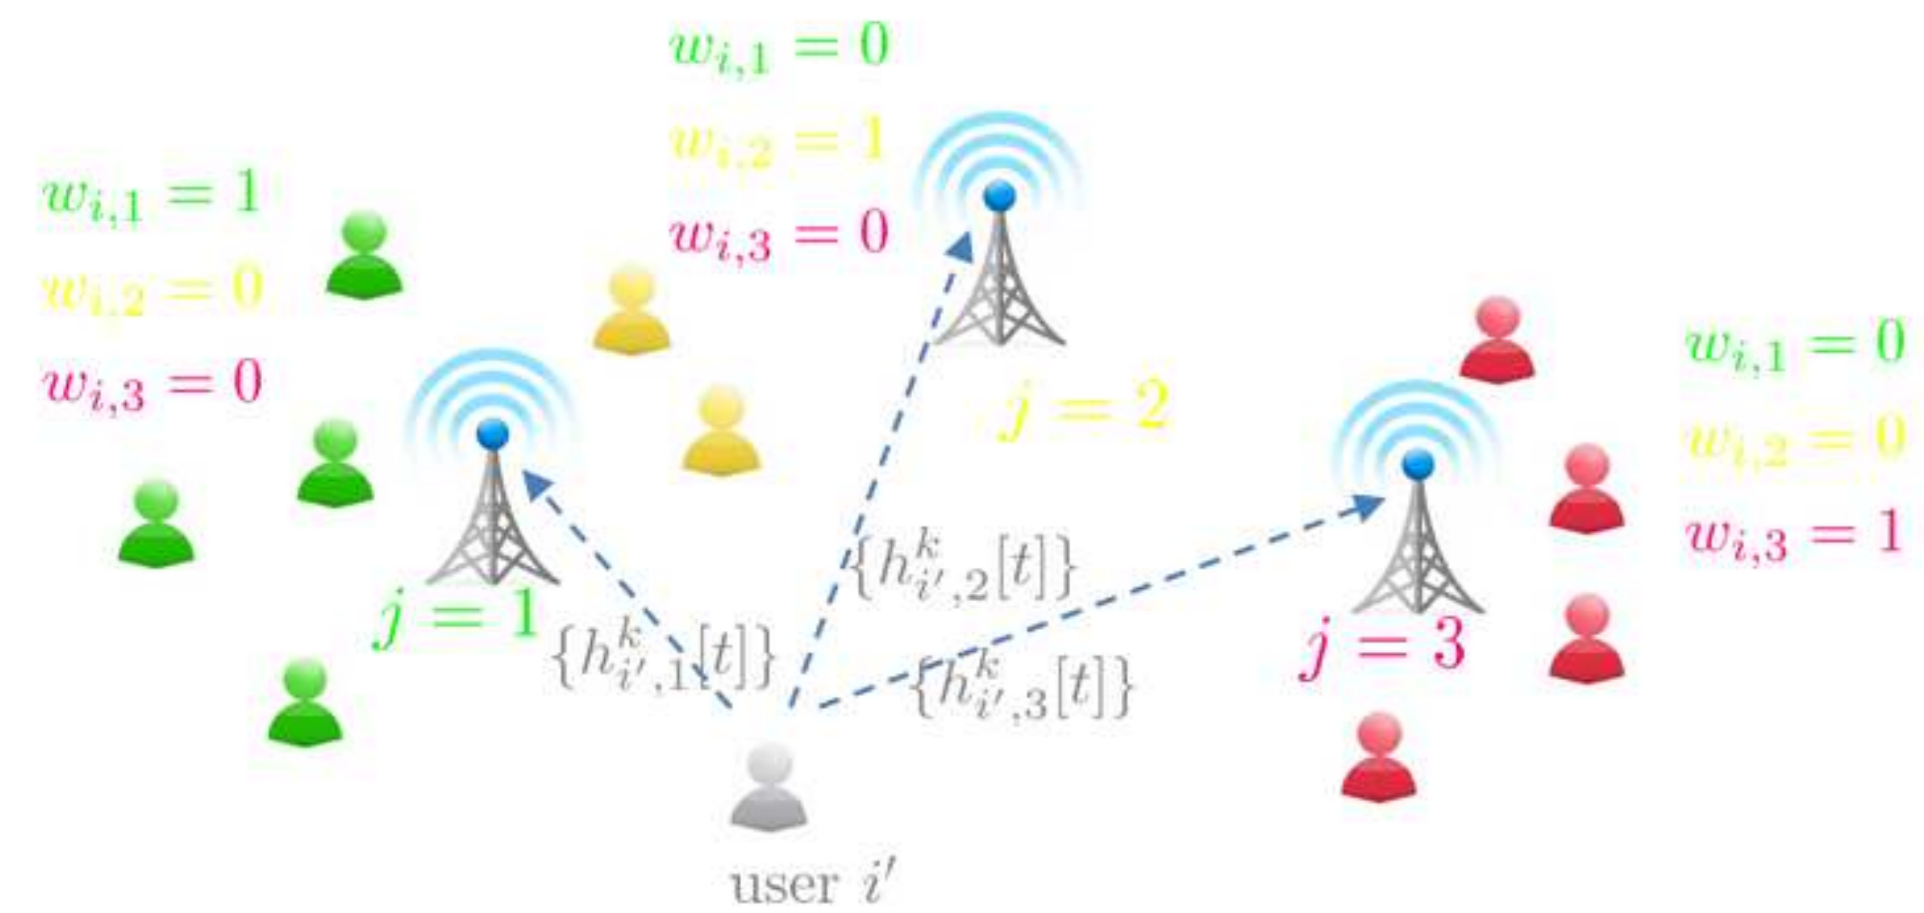 w_{i,1} = 0
w_{i,2} = 1
w_{i,3} = 0
w_{i,1} = 1
w_{i,2} = 0
w_{i,3} = 0
w_{i,1} = 0
w_{i,2} = 0
w_{i,3} = 1
j = 2
j = 1
j = 3
{h^k_{i',2}[t]}
{h^k_{i',1}[t]}
{h^k_{i',3}[t]}
user i'